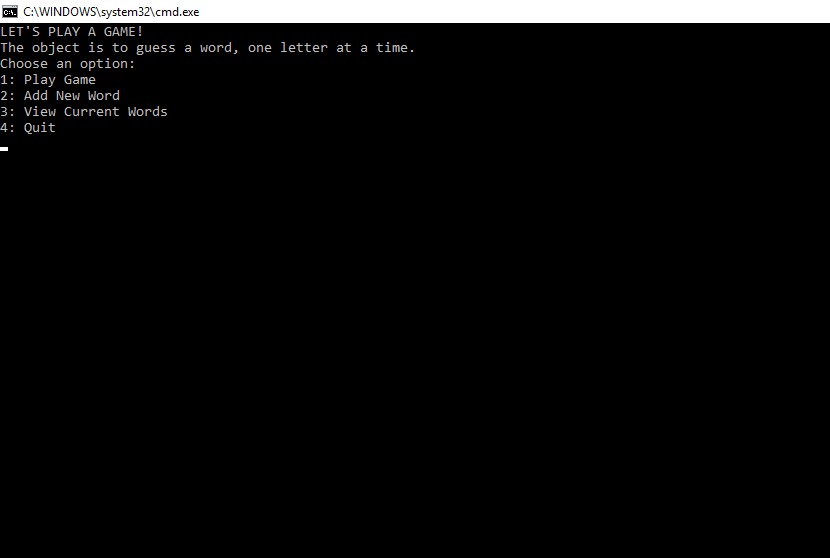 C:\WINDOWS\system32\cmd.exe
LET'S PLAY A GAME!
The object is to guess a word, one letter at a time.
Choose an option:
1: Play Game
2: Add New Word
3: View Current Words
4: Quit